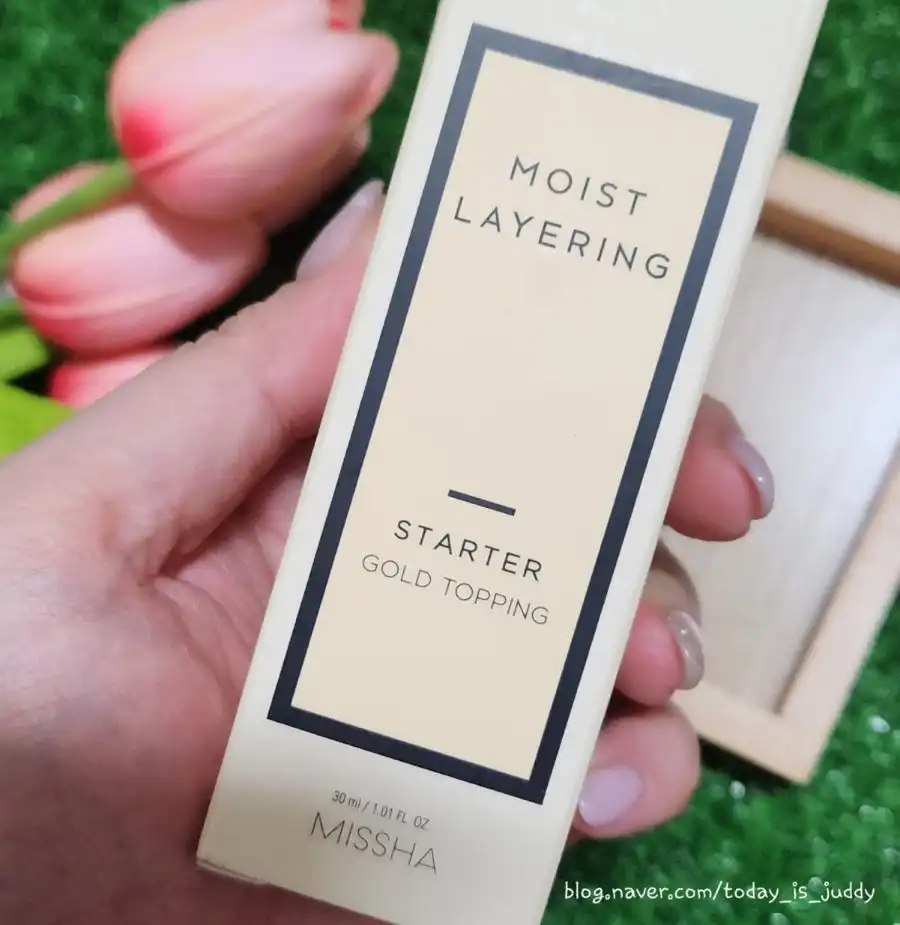 MOIST
LAYERING
STARTER
GOLD TOPPING
30 ml / 1.01 FL OZ
MISSHA
blog.naver.com/today_is_juddy